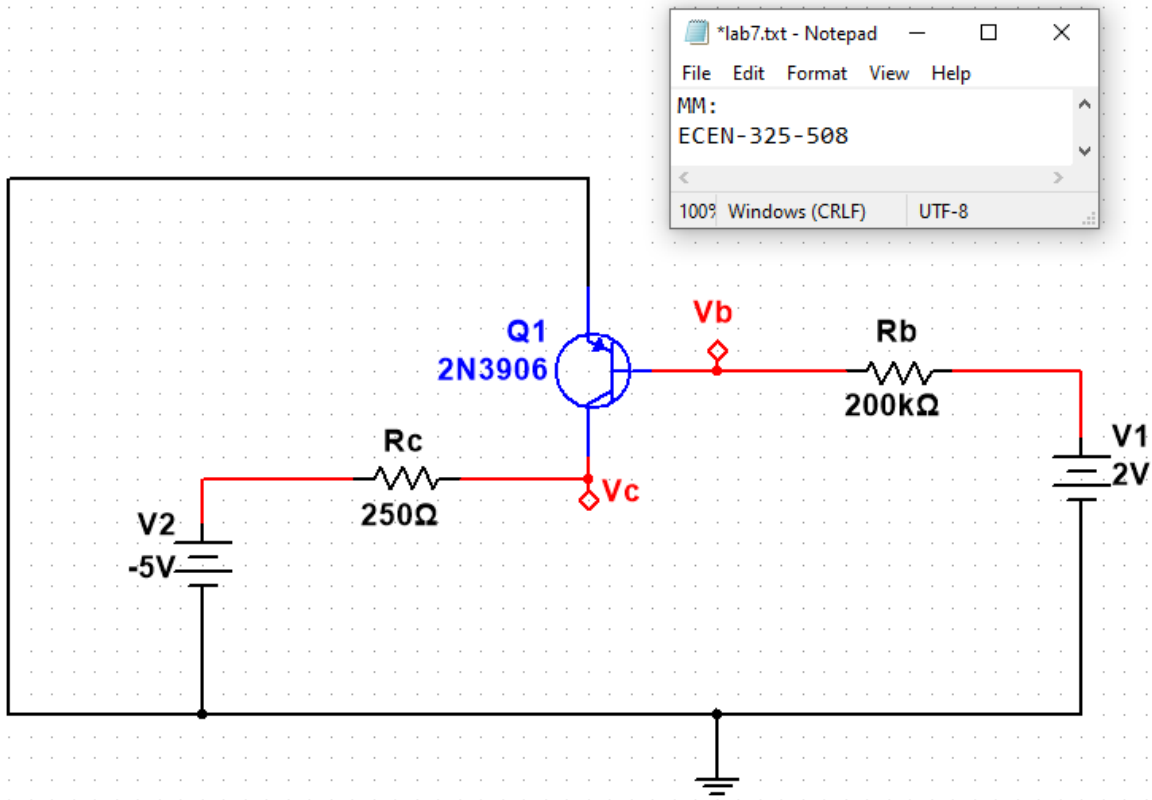 *lab7.txt - Notepad
File Edit Format View Help
MM:
ECEN-325-508
Windows (CRLF) UTF-8
Q1
2N3906
Vb
Rb
200kΩ
V1
2V
Rc
250Ω
Vc
V2
-5V